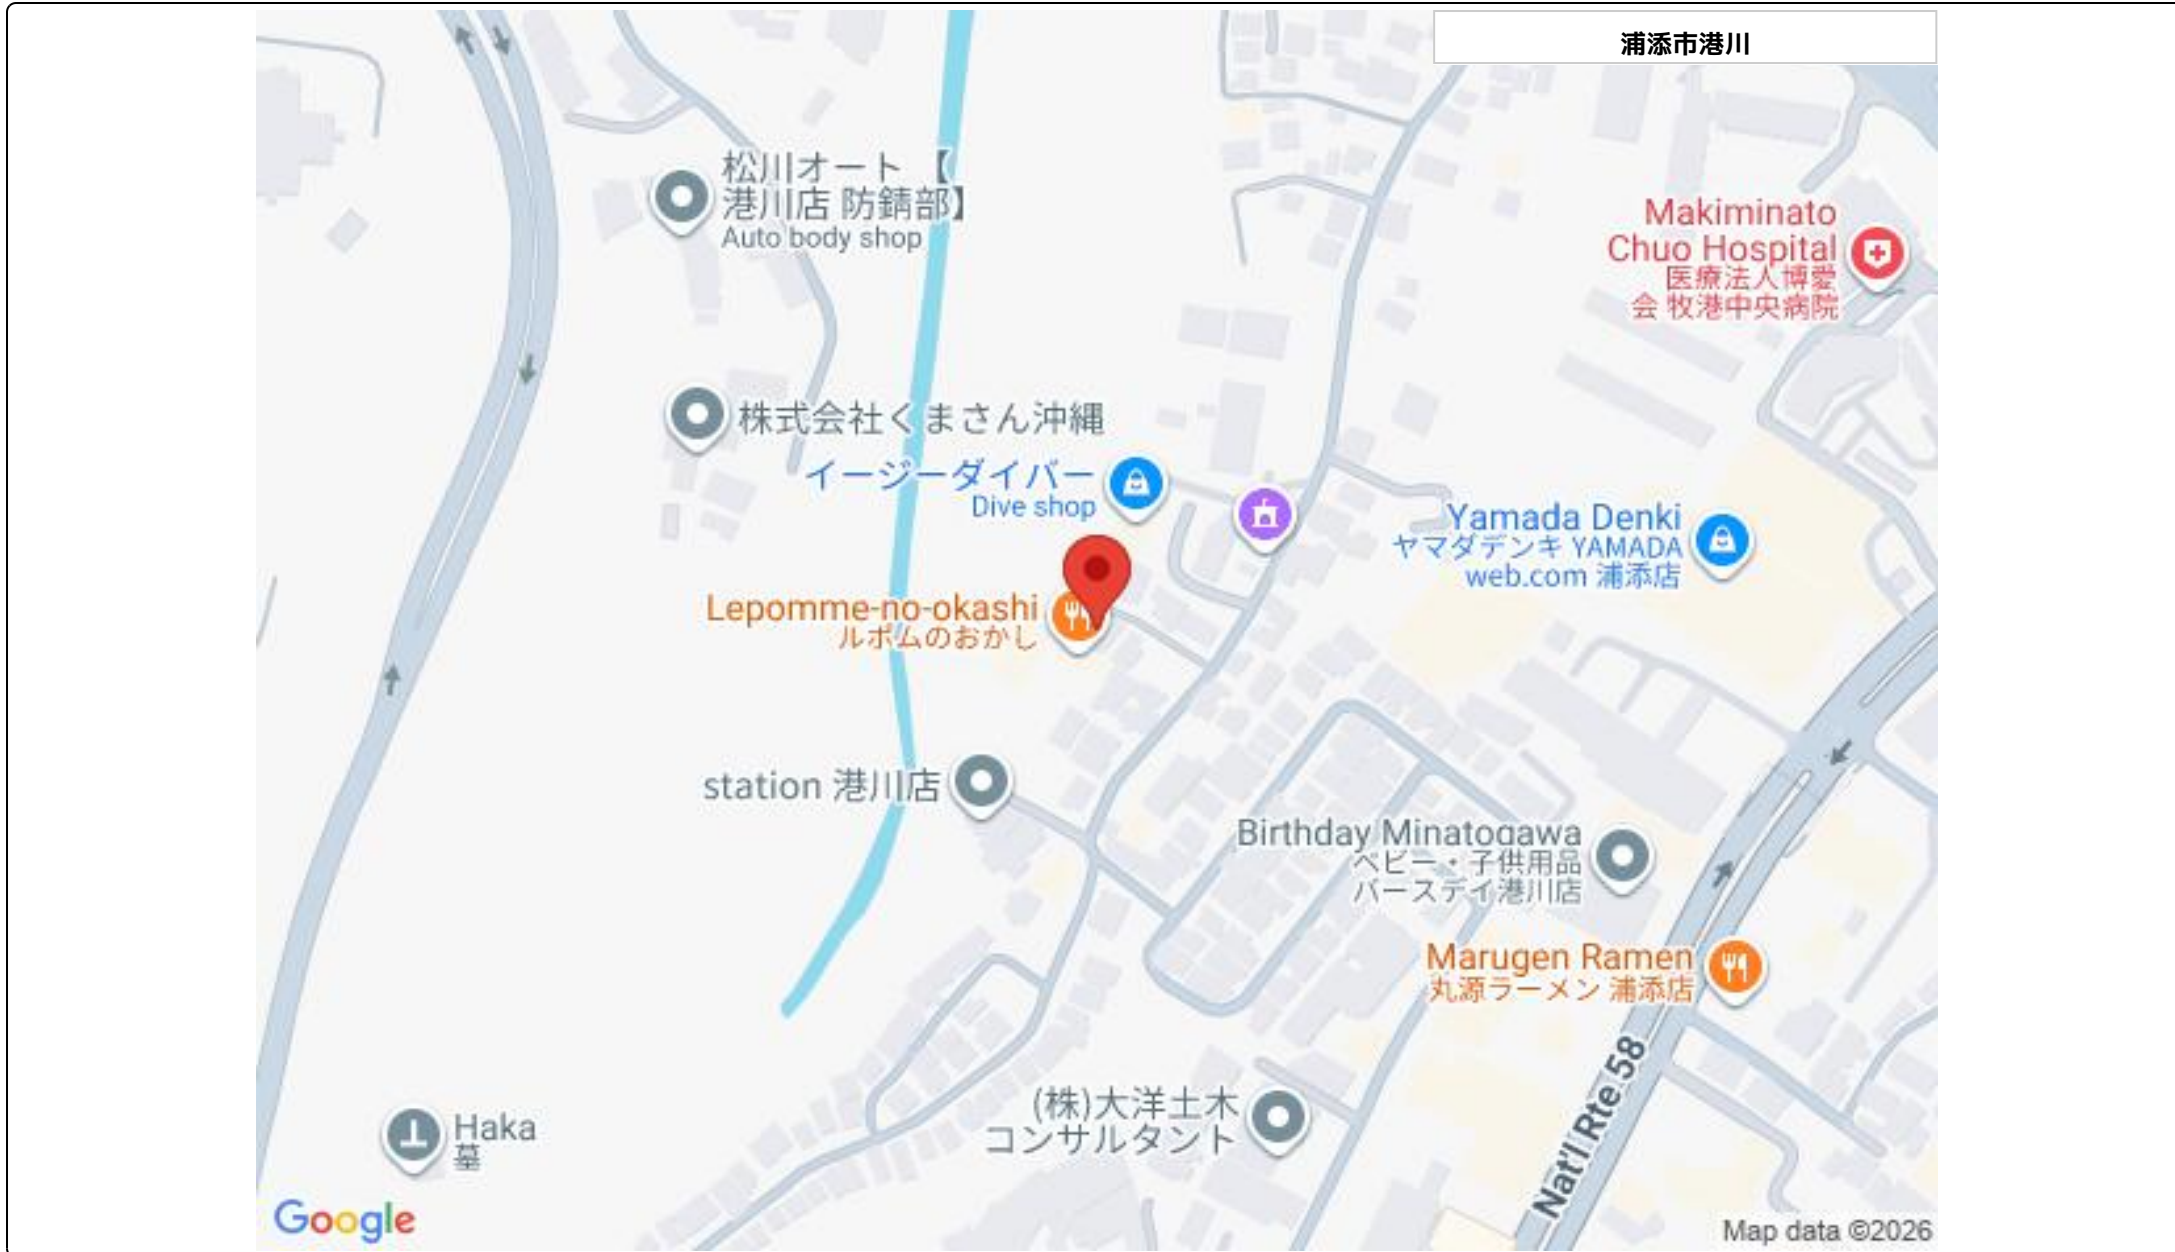 浦添市港川
松川オート 【
港川店 防錆部】
Auto body shop
Makiminato
Chuo Hospital
医療法人博愛
会 牧港中央病院
株式会社くまさん沖縄
イージーダイバー
Dive shop
Yamada Denki
ヤマダデンキ YAMADA
web.com 浦添店
Lepomme-no-okashi
ルポムのおかし
station 港川店
Birthday Minatogawa
ベビー・子供用品
バースデイ港川店
Marugen Ramen
丸源ラーメン 浦添店
Nat'l Rte 58
(株)大洋土木
コンサルタント
Haka
墓
Google
Map data ©2026